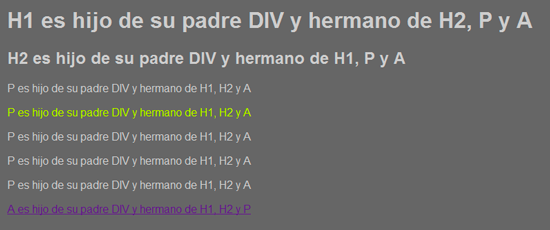 H1 es hijo de su padre DIV y hermano de H2, P y A
H2 es hijo de su padre DIV y hermano de H1, P y A
P es hijo de su padre DIV y hermano de H1, H2 y A
P es hijo de su padre DIV y hermano de H1, H2 y A
P es hijo de su padre DIV y hermano de H1, H2 y A
P es hijo de su padre DIV y hermano de H1, H2 y A
P es hijo de su padre DIV y hermano de H1, H2 y A
A es hijo de su padre DIV y hermano de H1, H2 y P